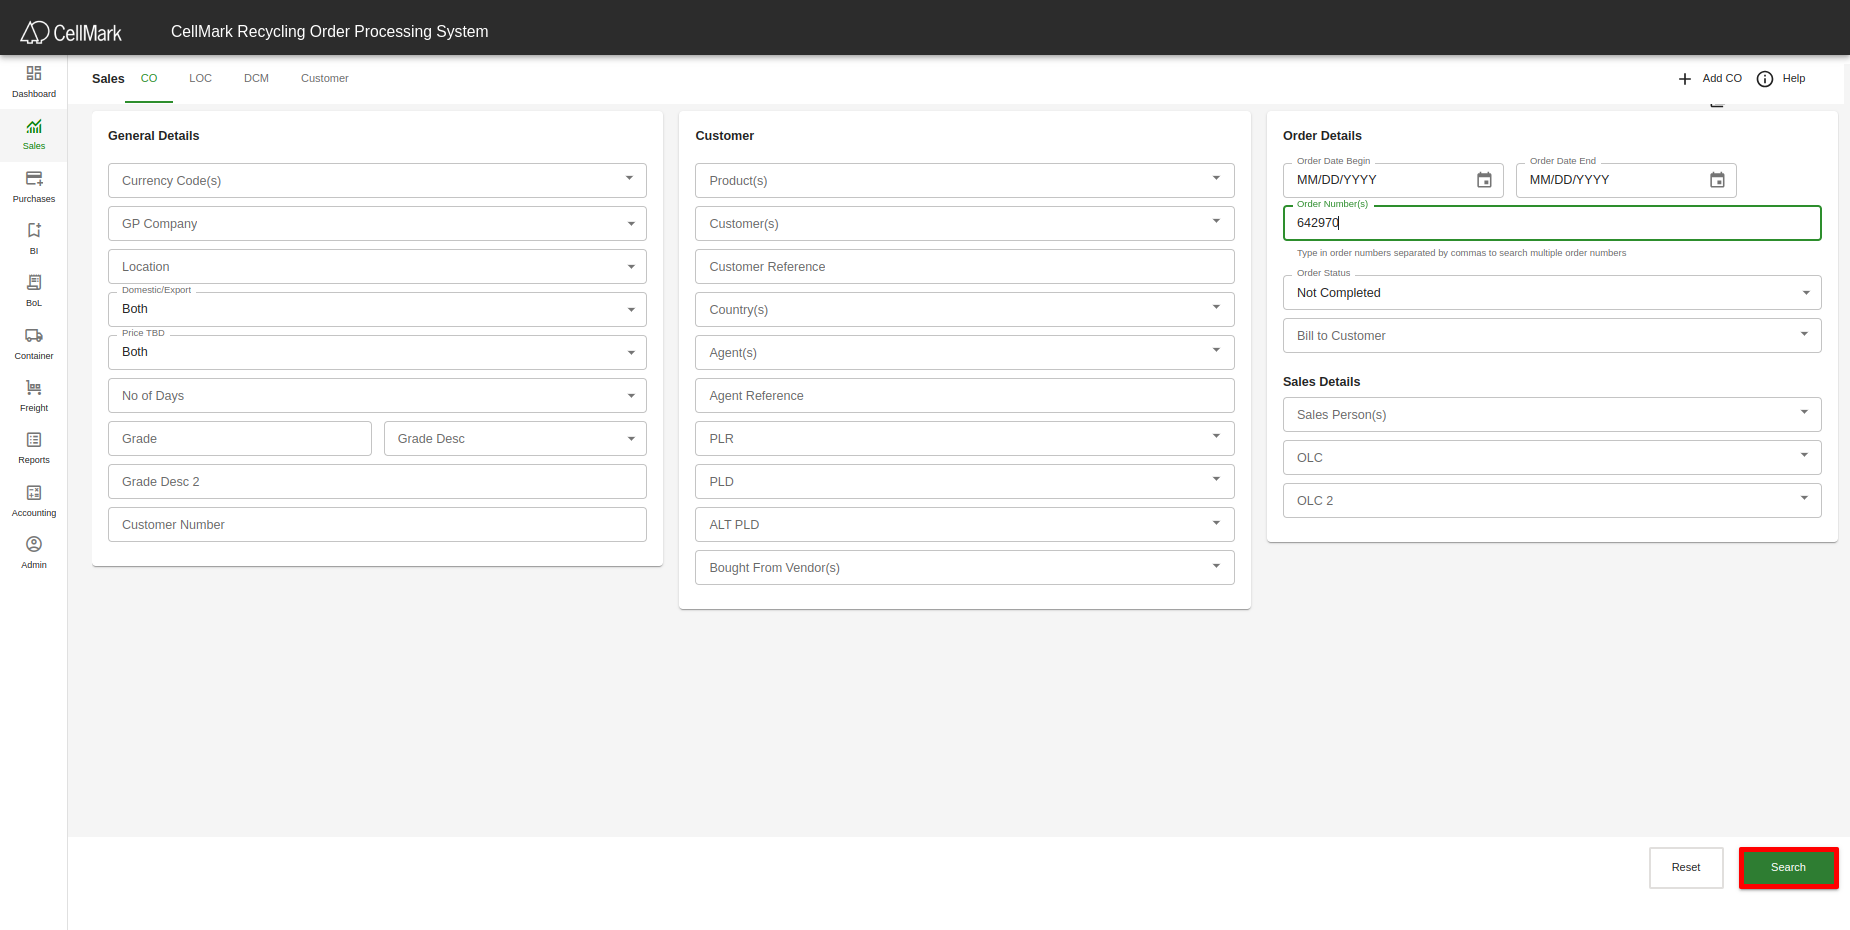 CellMark
CellMark Recycling Order Processing System
Dashboard
Sales
Purchases
BI
BoL
Container
Freight
Reports
Accounting
Admin
Sales
CO
LOC
DCM
Customer
Add CO
Help
General Details
Currency Code(s)
GP Company
Location
Domestic/Export
Both
Price TBD
Both
No of Days
Grade
Grade Desc
Grade Desc 2
Customer Number
Customer
Product(s)
Customer(s)
Customer Reference
Country(s)
Agent(s)
Agent Reference
PLR
PLD
ALT PLD
Bought From Vendor(s)
Order Details
Order Date Begin
MM/DD/YYYY
Order Date End
MM/DD/YYYY
Order Number(s)
642970
Type in order numbers separated by commas to search multiple order numbers
Order Status
Not Completed
Bill to Customer
Sales Details
Sales Person(s)
OLC
OLC 2
Reset
Search